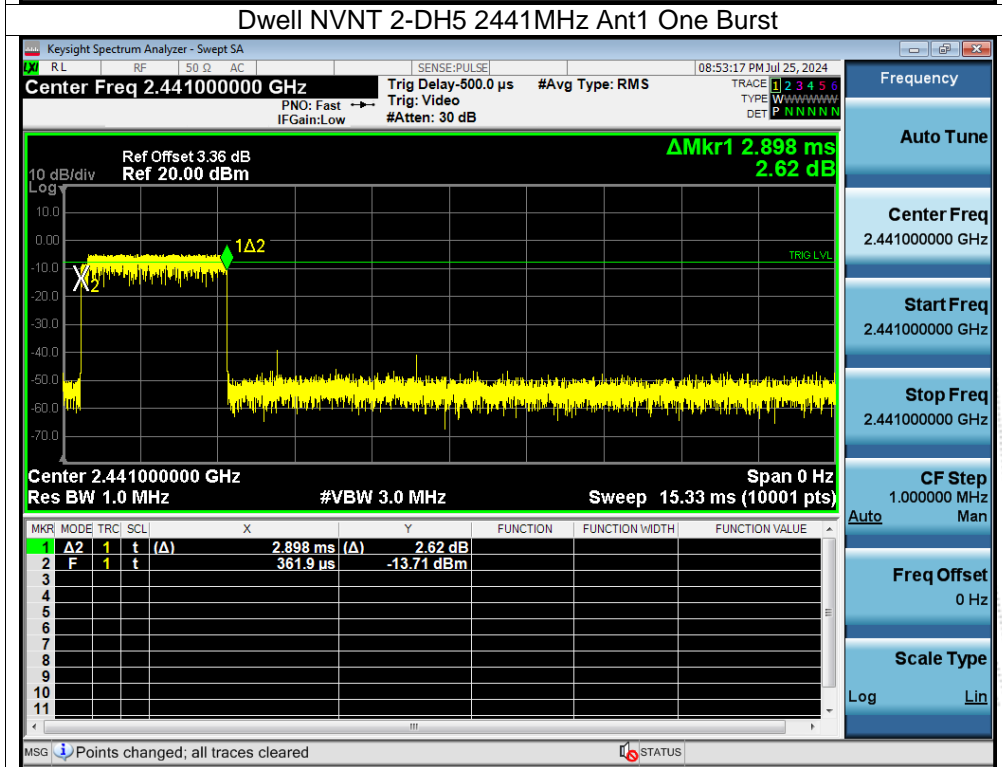 Dwell NVNT 2-DH5 2441MHz Ant1 One Burst
Keysight Spectrum Analyzer - Swept SA
LXI RL RF 50 Ω AC SENSE:PULSE 08:53:17 PM Jul 25, 2024
Center Freq 2.441000000 GHz
PNO: Fast
IFGain:Low
Trig Delay-500.0 µs
Trig: Video
#Atten: 30 dB
#Avg Type: RMS
TRACE 1 2 3 4 5 6
TYPE WWWWWW
DET P N N N N N
Frequency
Auto Tune
Center Freq
2.441000000 GHz
Start Freq
2.441000000 GHz
Stop Freq
2.441000000 GHz
CF Step
1.000000 MHz
Auto Man
Freq Offset
0 Hz
Scale Type
Log Lin
ΔMkr1 2.898 ms
2.62 dB
Ref Offset 3.36 dB
10 dB/div Ref 20.00 dBm
Log
10.0
0.00
-10.0
-20.0
-30.0
-40.0
-50.0
-60.0
-70.0
1Δ2
2
TRIG LVL
Center 2.441000000 GHz Span 0 Hz
Res BW 1.0 MHz #VBW 3.0 MHz Sweep 15.33 ms (10001 pts)
MKR MODE TRC SCL X Y FUNCTION FUNCTION WIDTH FUNCTION VALUE
1 Δ2 1 t (Δ) 2.898 ms (Δ) 2.62 dB
2 F 1 t 361.9 µs -13.71 dBm
3
4
5
6
7
8
9
10
11
MSG Points changed; all traces cleared STATUS